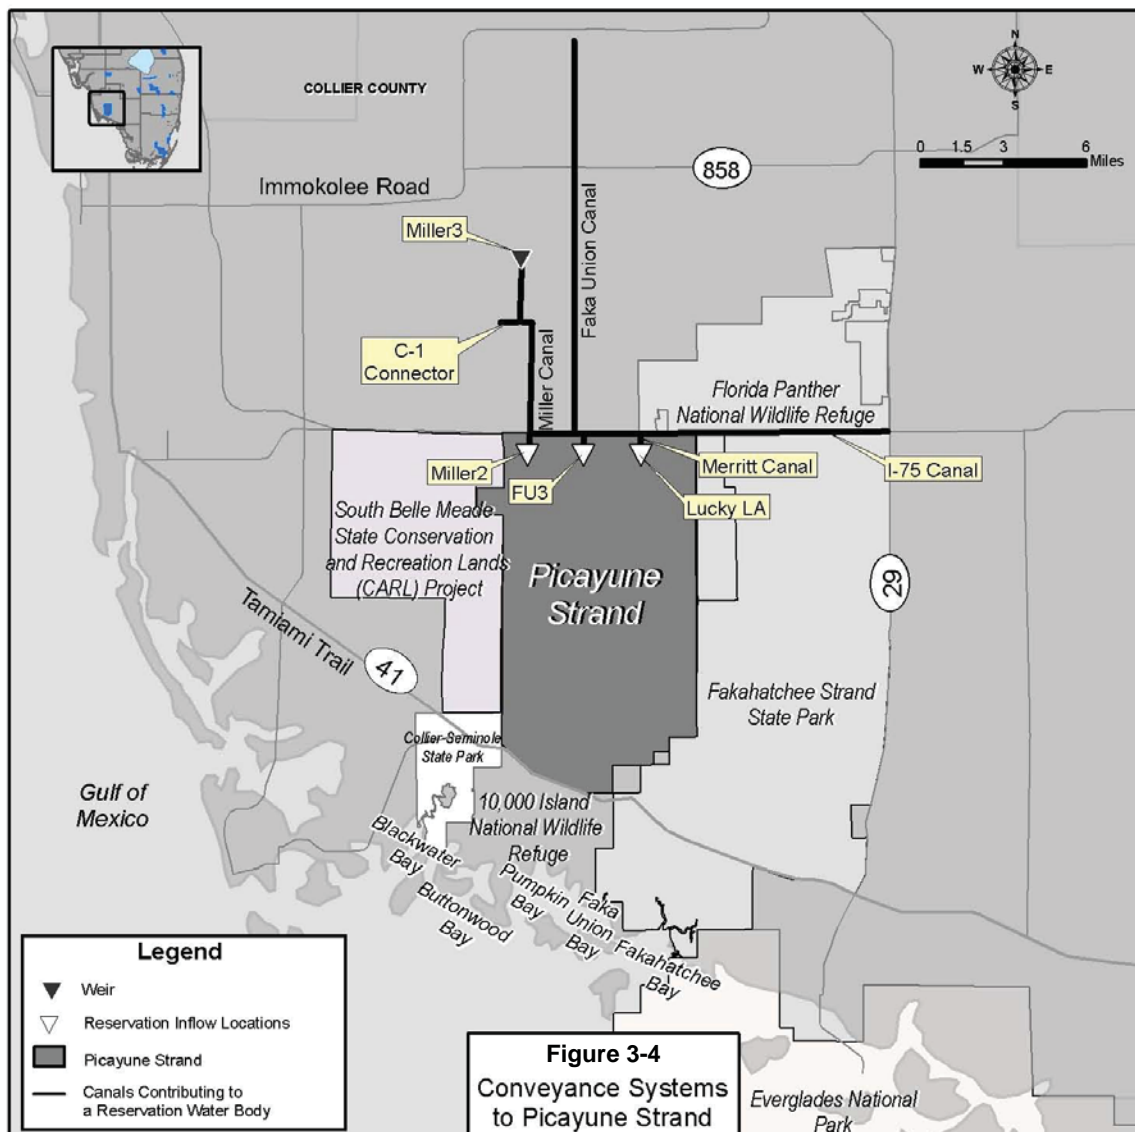 COLLIER COUNTY
N
W
E
S
0 1.5 3 6
Miles
858
Immokolee Road
Miller3
Faka Union Canal
C-1
Connector
Miller Canal
Florida Panther
National Wildlife Refuge
Miller2
FU3
Merritt Canal
Lucky LA
I-75 Canal
South Belle Meade
State Conservation
and Recreation Lands
(CARL) Project
Picayune
Strand
29
Tamiami Trail
41
Fakahatchee Strand
State Park
Collier-Seminole
State Park
Gulf of
Mexico
10,000 Island
National Wildlife
Refuge
Blackwater
Bay
Buttonwood
Bay
Pumpkin
Bay
Faka
Union
Bay
Fakahatchee
Bay
Legend
Weir
Reservation Inflow Locations
Picayune Strand
Canals Contributing to
a Reservation Water Body
Figure 3-4
Conveyance Systems
to Picayune Strand
Everglades National
Park